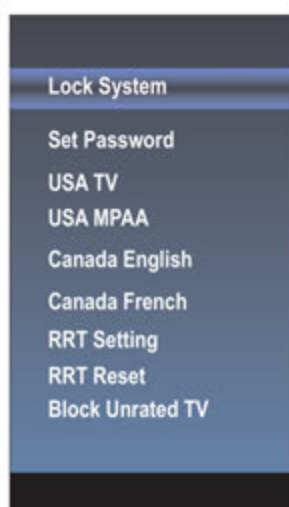 Lock System
Set Password
USA TV
USA MPAA
Canada English
Canada French
RRT Setting
RRT Reset
Block Unrated TV